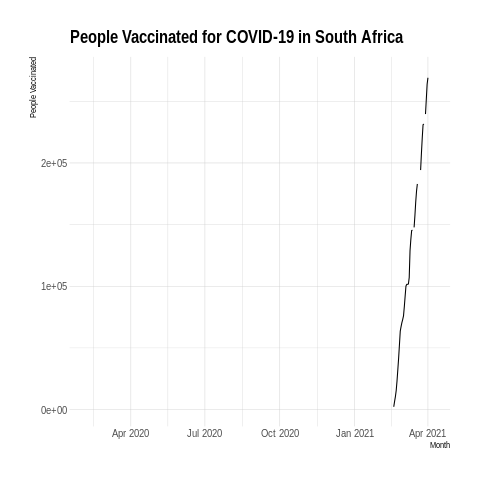 People Vaccinated for COVID-19 in South Africa
People Vaccinated
2e+05
1e+05
0e+00
Apr 2020 Jul 2020 Oct 2020 Jan 2021 Apr 2021
Month